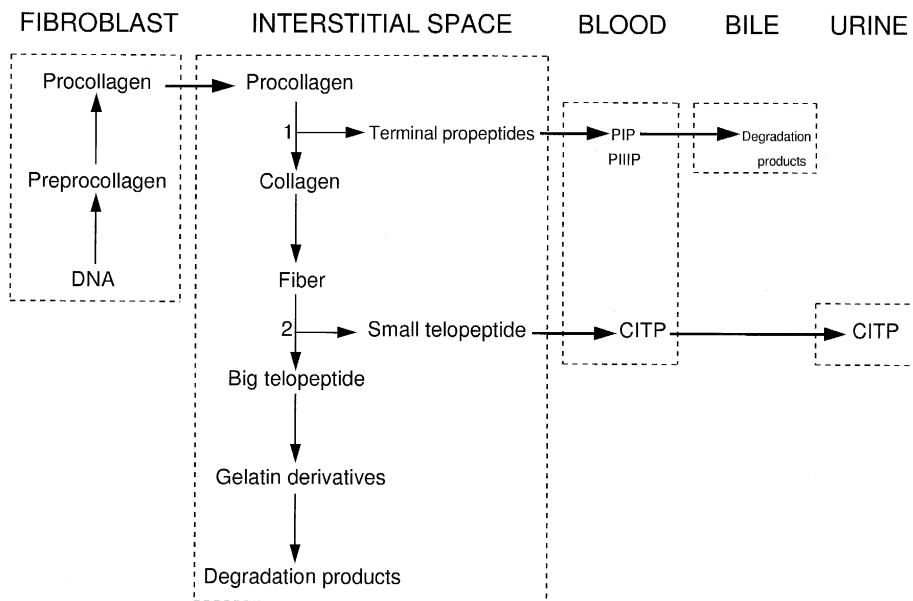 FIBROBLAST INTERSTITIAL SPACE BLOOD BILE URINE
Procollagen Procollagen
1 Terminal propeptides PIP Degradation
PIIIP products
Preprocollagen Collagen
DNA Fiber
2 Small telopeptide CITP CITP
Big telopeptide
Gelatin derivatives
Degradation products